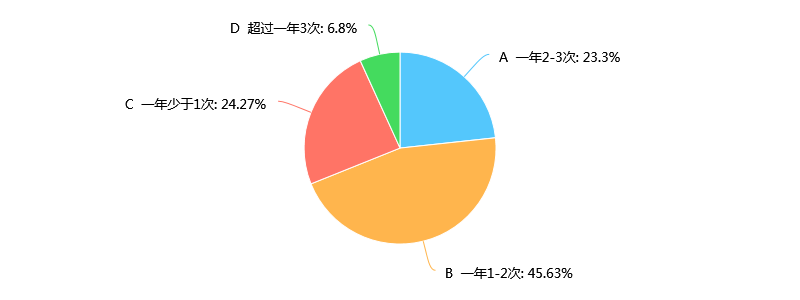 D 超过一年3次: 6.8%
A 一年2-3次: 23.3%
C 一年少于1次: 24.27%
B 一年1-2次: 45.63%